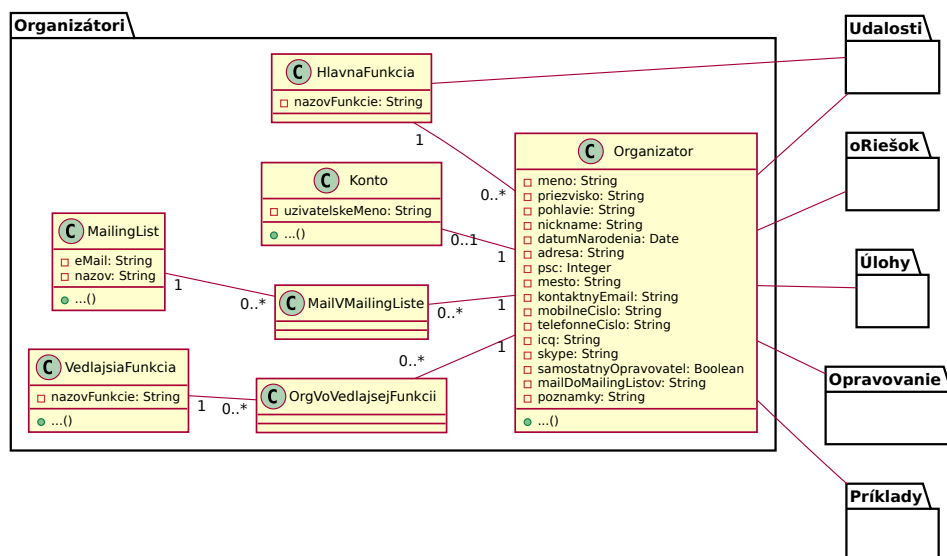 Organizátori
C HlavnaFunkcia
nazovFunkcie: String
1
0..*
C Konto
uzivatelskeMeno: String
...()
0..1
1
C MailingList
eMail: String
nazov: String
...()
1
0..*
C MailVMailingListe
0..*
1
C VedlajsiaFunkcia
nazovFunkcie: String
...()
1
0..*
C OrgVoVedlajsejFunkcii
0..*
1
C Organizator
meno: String
priezvisko: String
pohlavie: String
nickname: String
datumNarodenia: Date
adresa: String
psc: Integer
mesto: String
kontaktnyEmail: String
mobilneCislo: String
telefonneCislo: String
icq: String
skype: String
samostatnyOpravovatel: Boolean
mailDoMailingListov: String
poznamky: String
...()
Udalosti
oRiešok
Úlohy
Opravovanie
Príklady